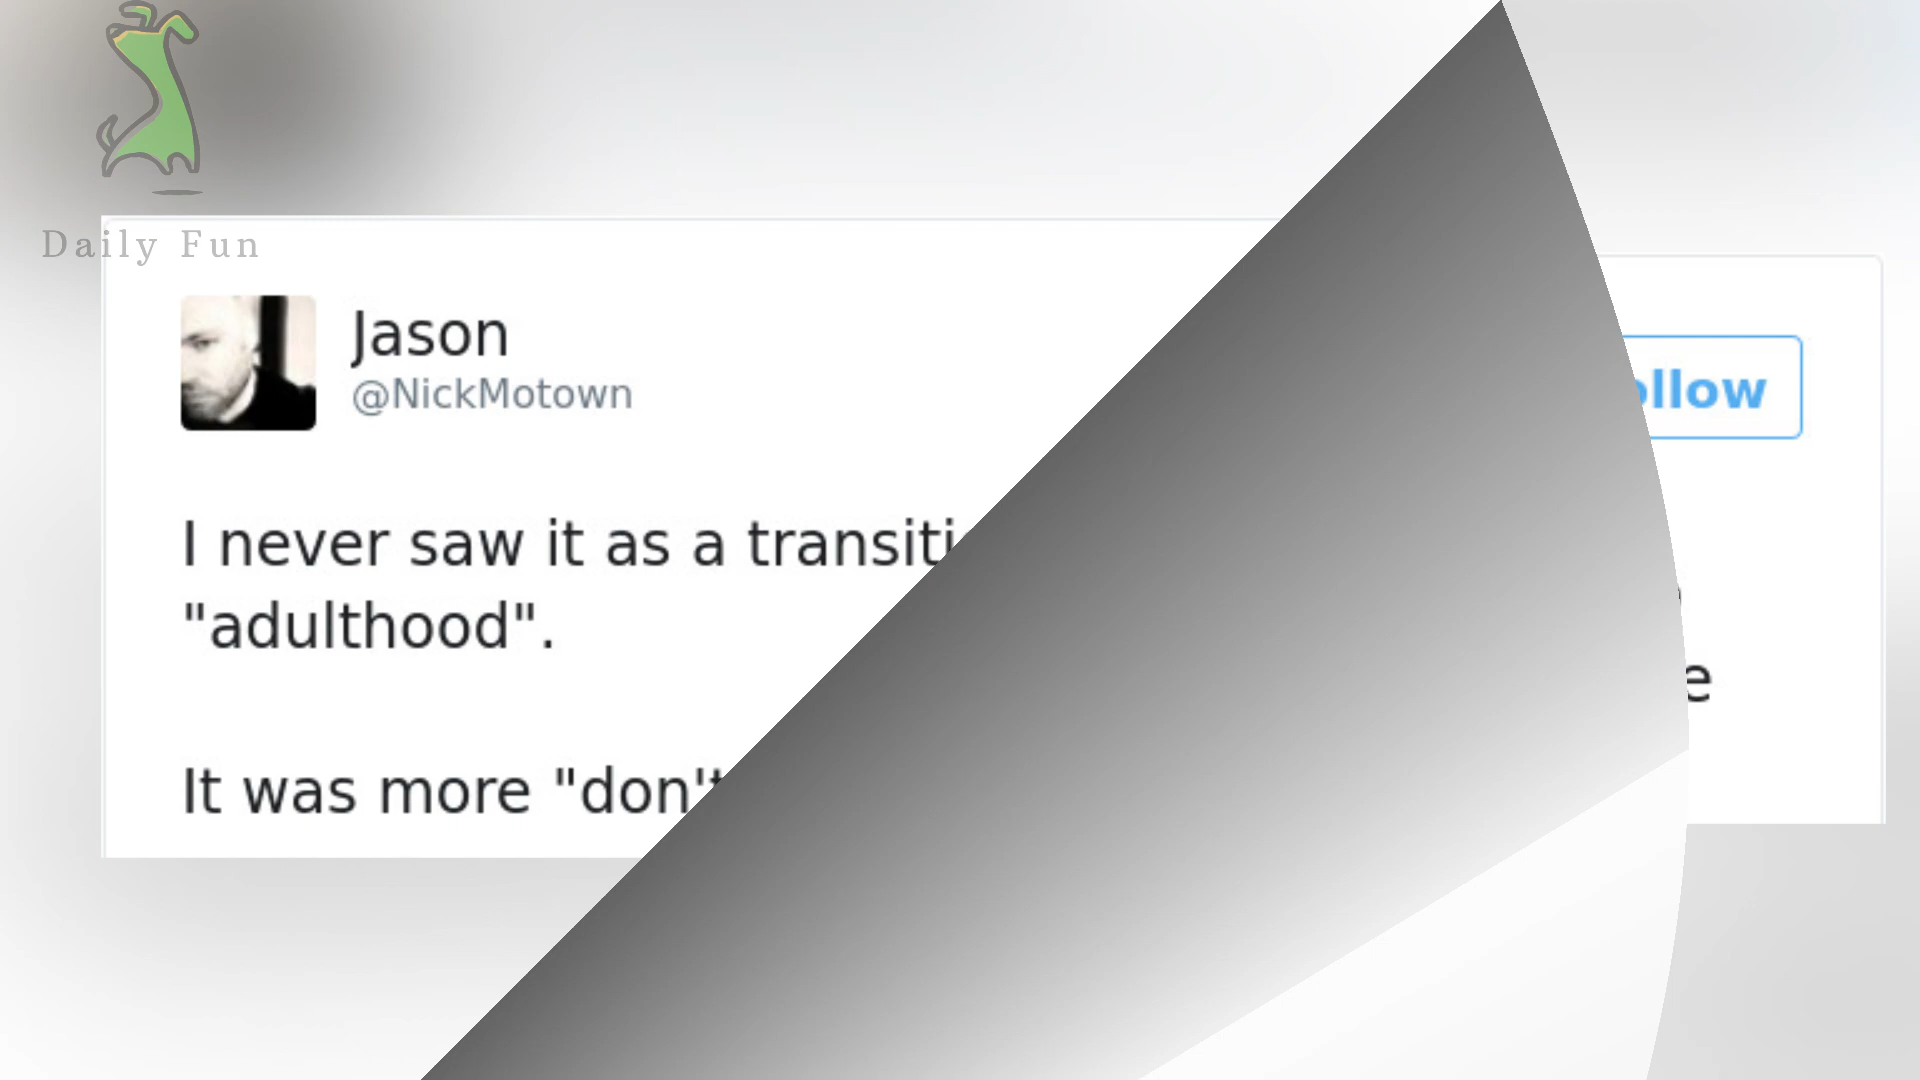 Daily Fun
Jason
@NickMotown
ollow
I never saw it as a transiti
"adulthood".
e
It was more "don't